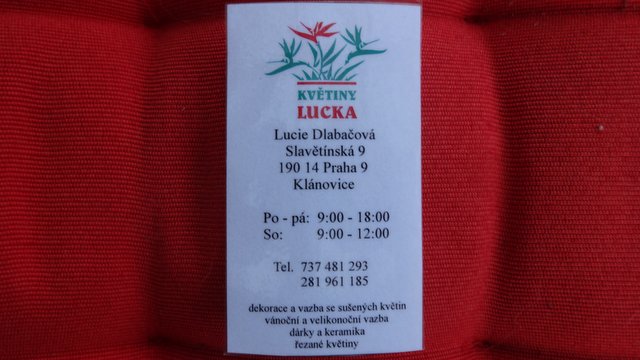 KVĚTINY
LUCKA
Lucie Dlabačová
Slavětínská 9
190 14 Praha 9
Klánovice
Po - pá: 9:00 - 18:00
So: 9:00 - 12:00
Tel. 737 481 293
281 961 185
dekorace a vazba se sušených květin
vánoční a velikonoční vazba
dárky a keramika
řezané květiny